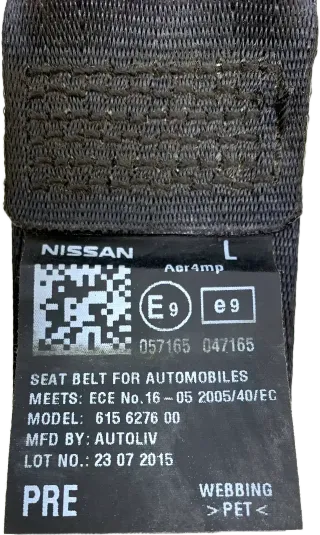 NISSAN L
Aer4mp
E9 e9
057165 047165
SEAT BELT FOR AUTOMOBILES
MEETS: ECE No.16 - 05 2005/40/EC
MODEL: 615 6276 00
MFD BY: AUTOLIV
LOT NO.: 23 07 2015
PRE WEBBING
>PET<